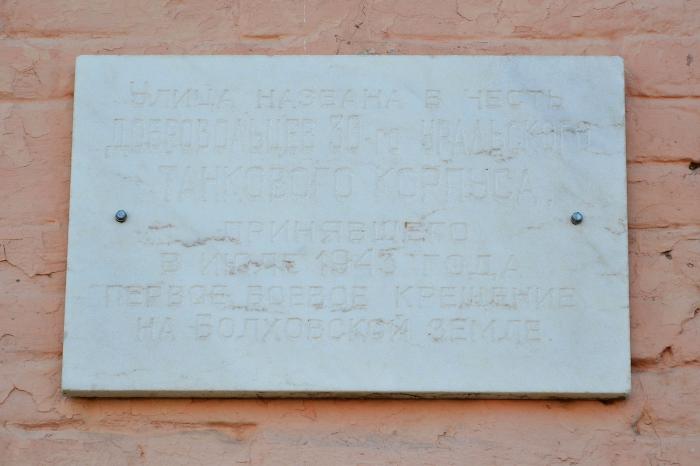 УЛИЦА НАЗВАНА В ЧЕСТЬ
ДОБРОВОЛЬЦЕВ 30-го УРАЛЬСКОГО
ТАНКОВОГО КОРПУСА,
ПРИНЯВШЕГО
В ИЮЛЕ 1943 ГОДА
ПЕРВОЕ БОЕВОЕ КРЕЩЕНИЕ
НА БОЛХОВСКОЙ ЗЕМЛЕ.